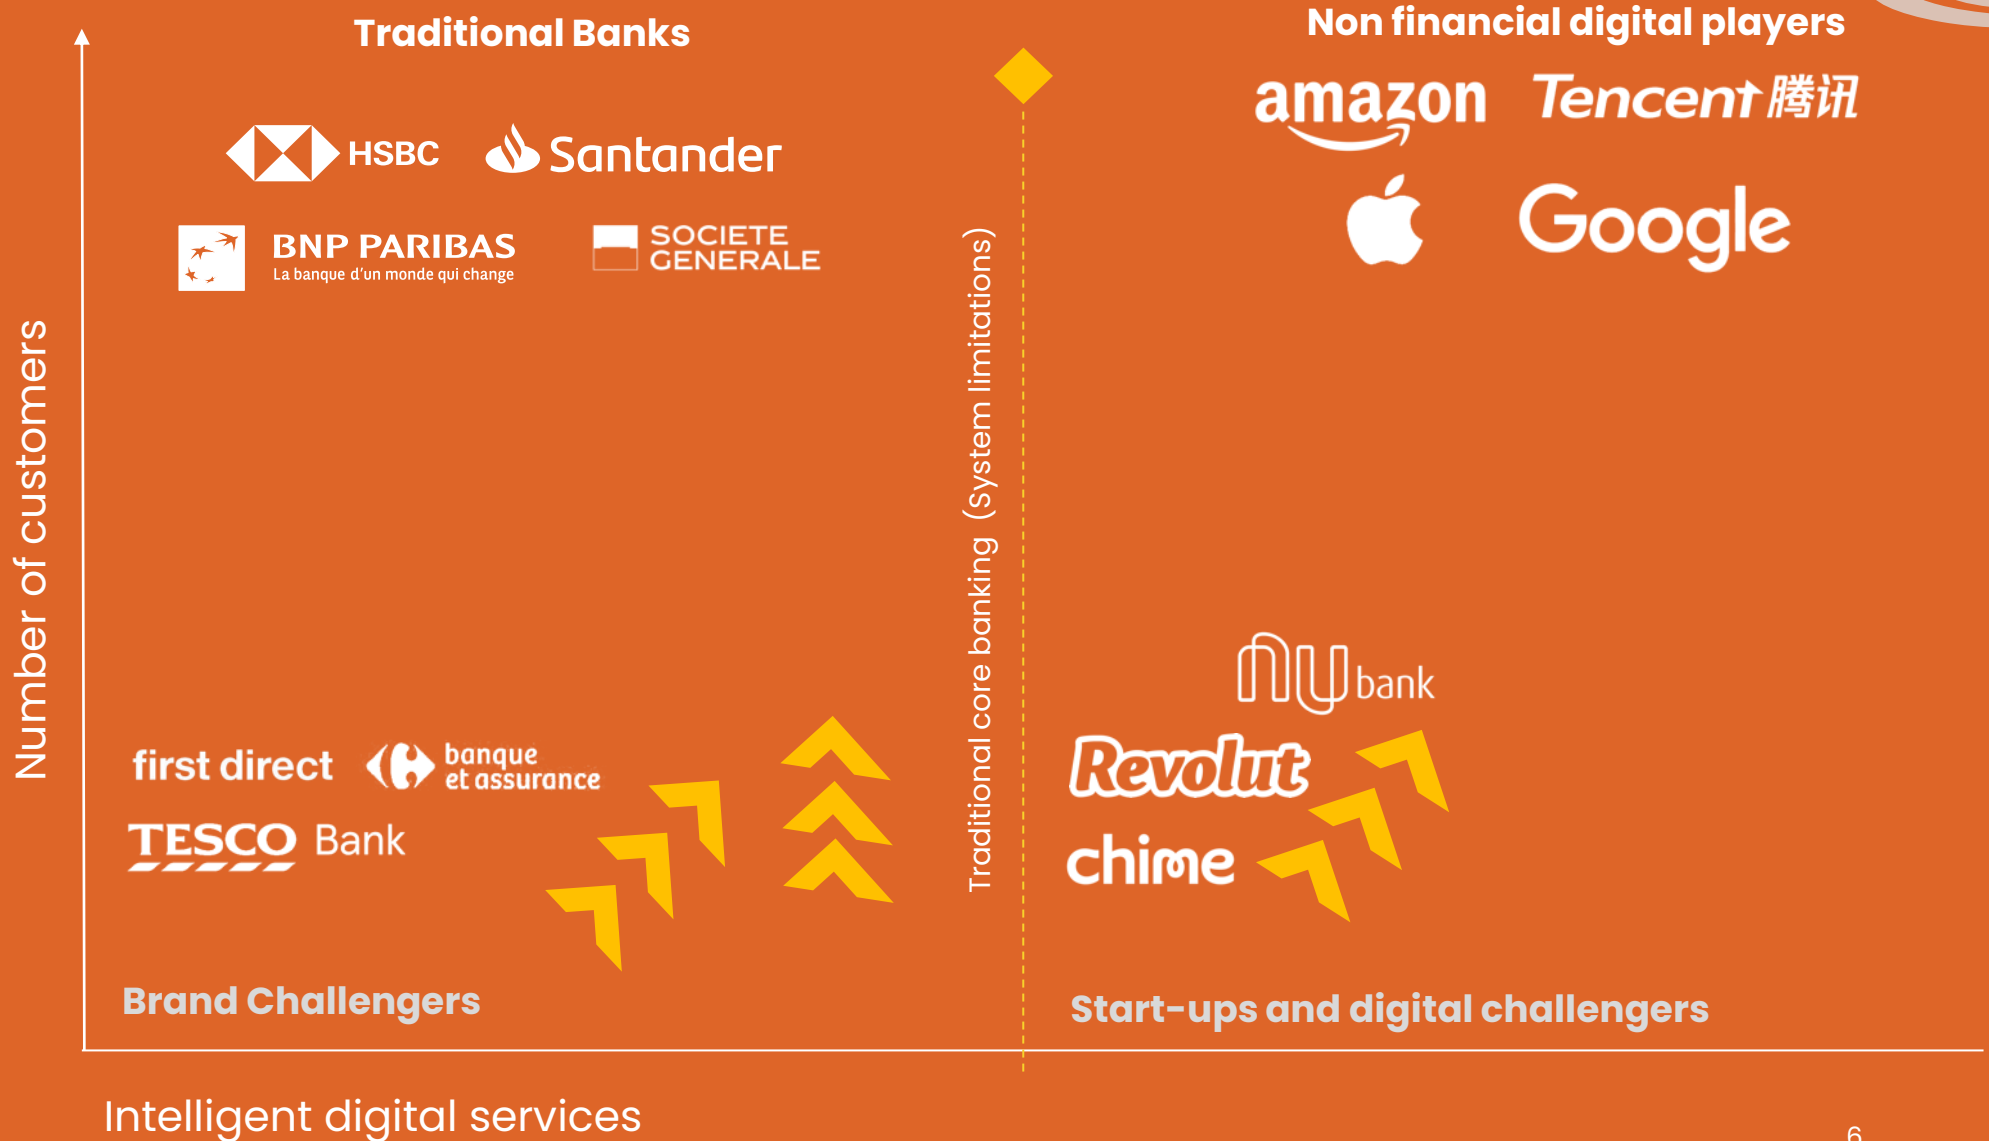 Traditional Banks
Non financial digital players
HSBC
Santander
BNP PARIBAS
La banque d'un monde qui change
SOCIETE
GENERALE
amazon
Tencent 腾讯
Google
Number of customers
Traditional core banking (System limitations)
first direct
banque
et assurance
TESCO Bank
Brand Challengers
nu bank
Revolut
chime
Start-ups and digital challengers
Intelligent digital services
6